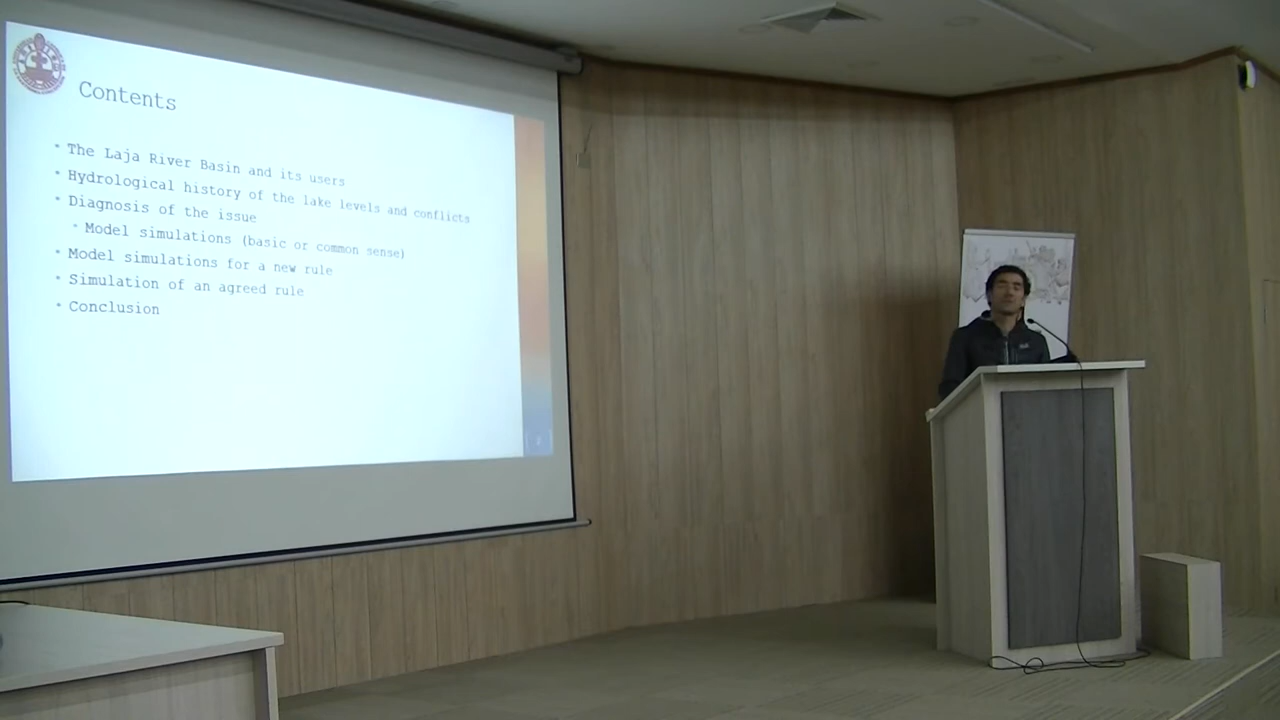 Contents
• The Laja River Basin and its users
• Hydrological history of the lake levels and conflicts
• Diagnosis of the issue
• Model simulations (basic or common sense)
• Model simulations for a new rule
• Simulation of an agreed rule
• Conclusion